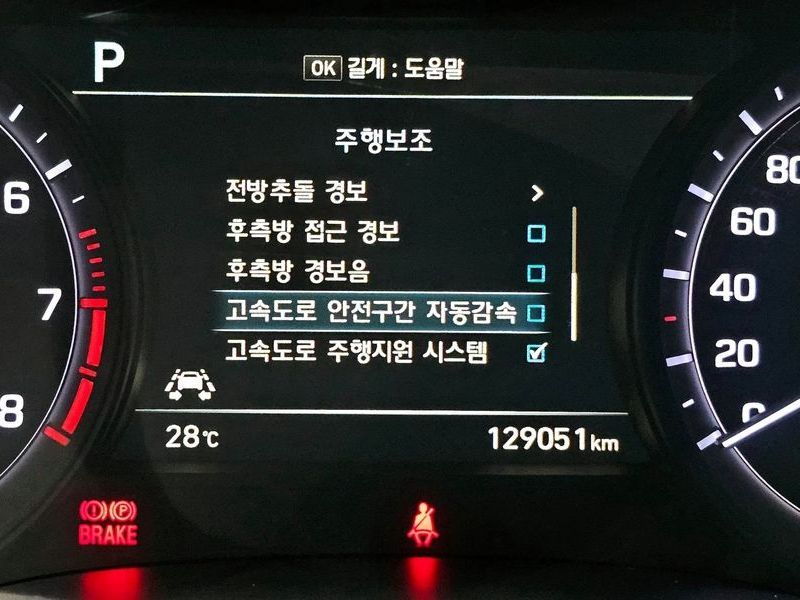 P
OK 길게 : 도움말
주행보조
전방추돌 경보 >
후측방 접근 경보
후측방 경보음
고속도로 안전구간 자동감속
고속도로 주행지원 시스템
28℃
129051 km
6
7
8
80
60
40
20
0
(!) (P)
BRAKE